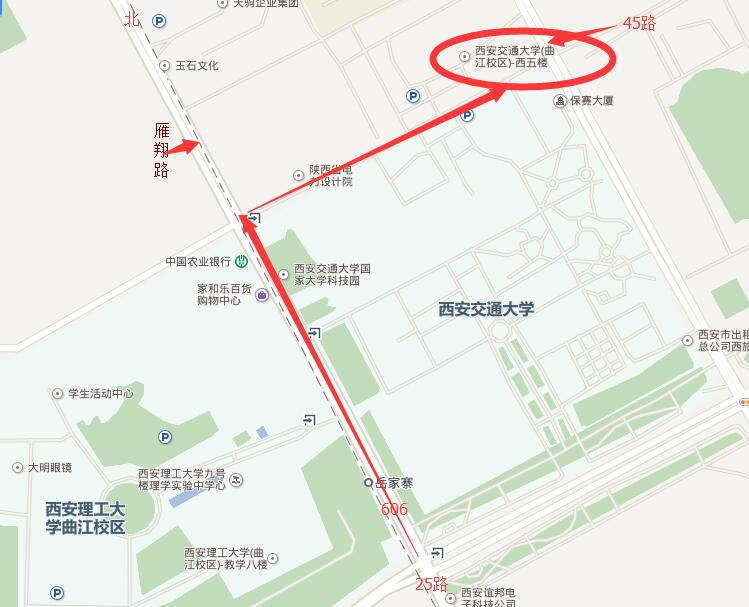 天驹企业集团
北
P
45路
玉石文化
西安交通大学(曲
江校区)-西五楼
P
保赛大厦
P
雁
翔
路
陕西省电
力设计院
中国农业银行
西安交通大学国
家大学科技园
家和乐百货
购物中心
西安交通大学
西安市出租
总公司西旅
学生活动中心
P
大明眼镜
西安理工大学九号
楼理学实验中学心
岳家寨
西安理工大
学曲江校区
606
西安理工大学(曲
江校区)-教学八楼
25路
P
西安谊邦电
子科技公司